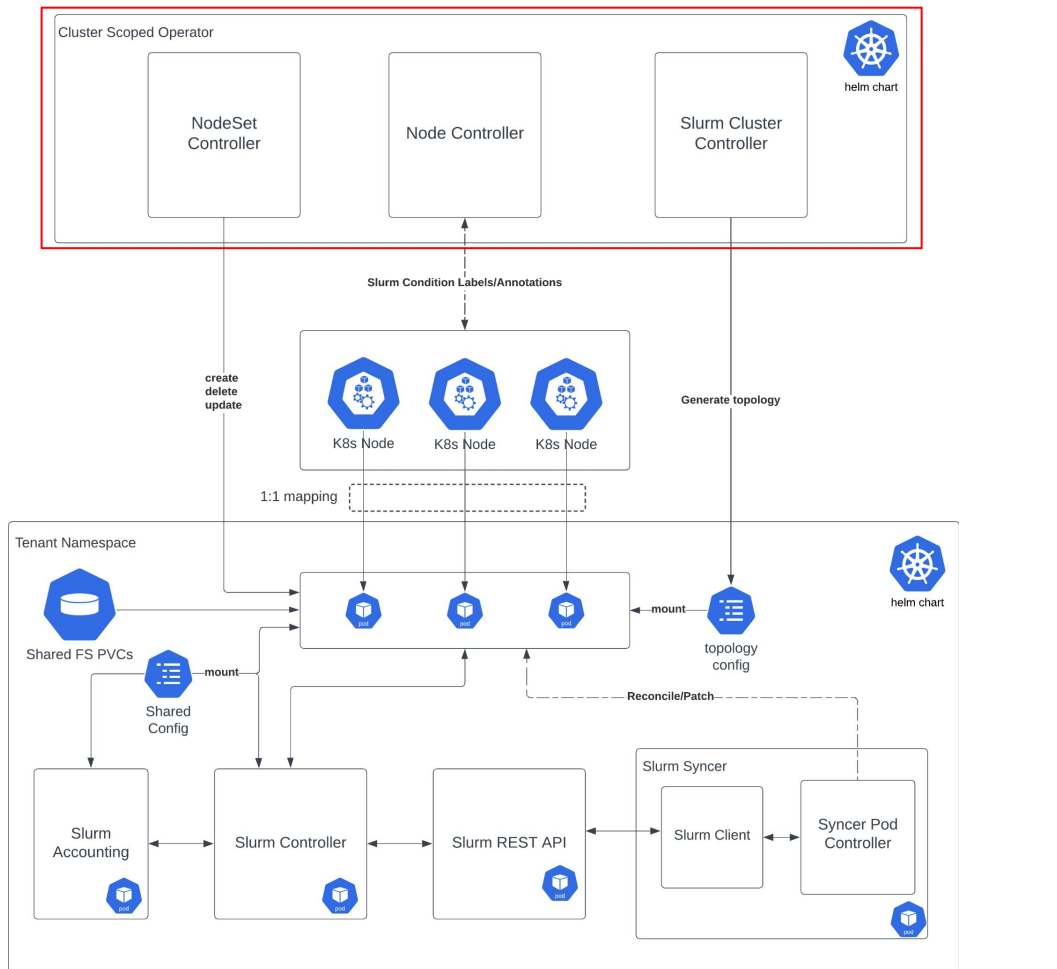 Cluster Scoped Operator
helm chart
NodeSet
Controller
Node Controller
Slurm Cluster
Controller
Slurm Condition Labels/Annotations
create
delete
update
K8s Node
K8s Node
K8s Node
Generate topology
1:1 mapping
Tenant Namespace
helm chart
pod
pod
pod
mount
Shared FS PVCs
topology
config
mount
Shared
Config
Reconcile/Patch
Slurm Syncer
Slurm
Accounting
pod
Slurm Controller
pod
Slurm REST API
pod
Slurm Client
Syncer Pod
Controller
pod